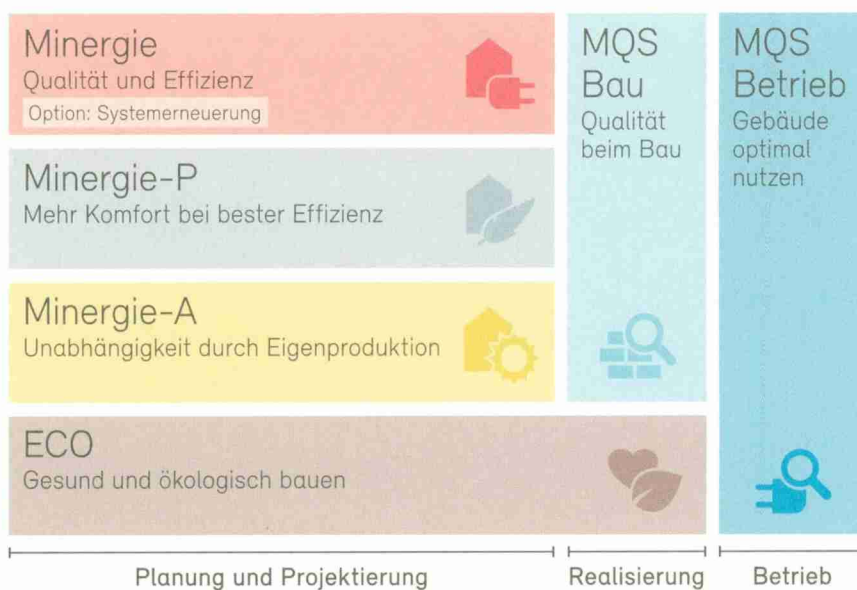 Minergie
Qualität und Effizienz
Option: Systemerneuerung
Minergie-P
Mehr Komfort bei bester Effizienz
Minergie-A
Unabhängigkeit durch Eigenproduktion
ECO
Gesund und ökologisch bauen
MQS
Bau
Qualität
beim Bau
MQS
Betrieb
Gebäude
optimal
nutzen
Planung und Projektierung
Realisierung
Betrieb